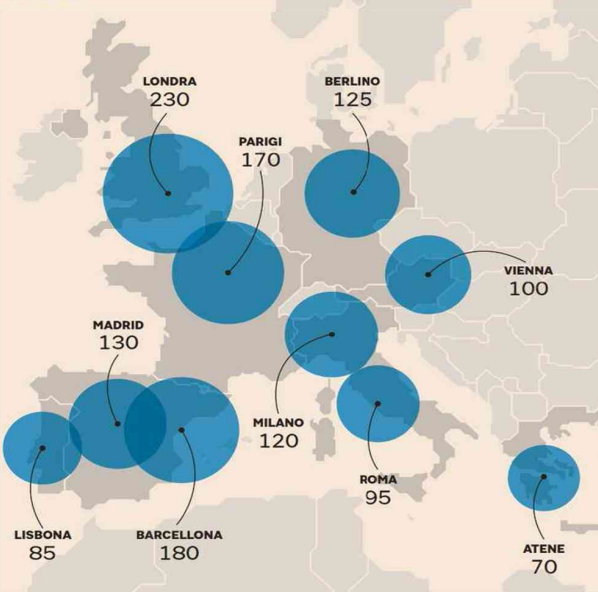 LONDRA
230
BERLINO
125
PARIGI
170
VIENNA
100
MADRID
130
MILANO
120
ROMA
95
LISBONA
85
BARCELLONA
180
ATENE
70